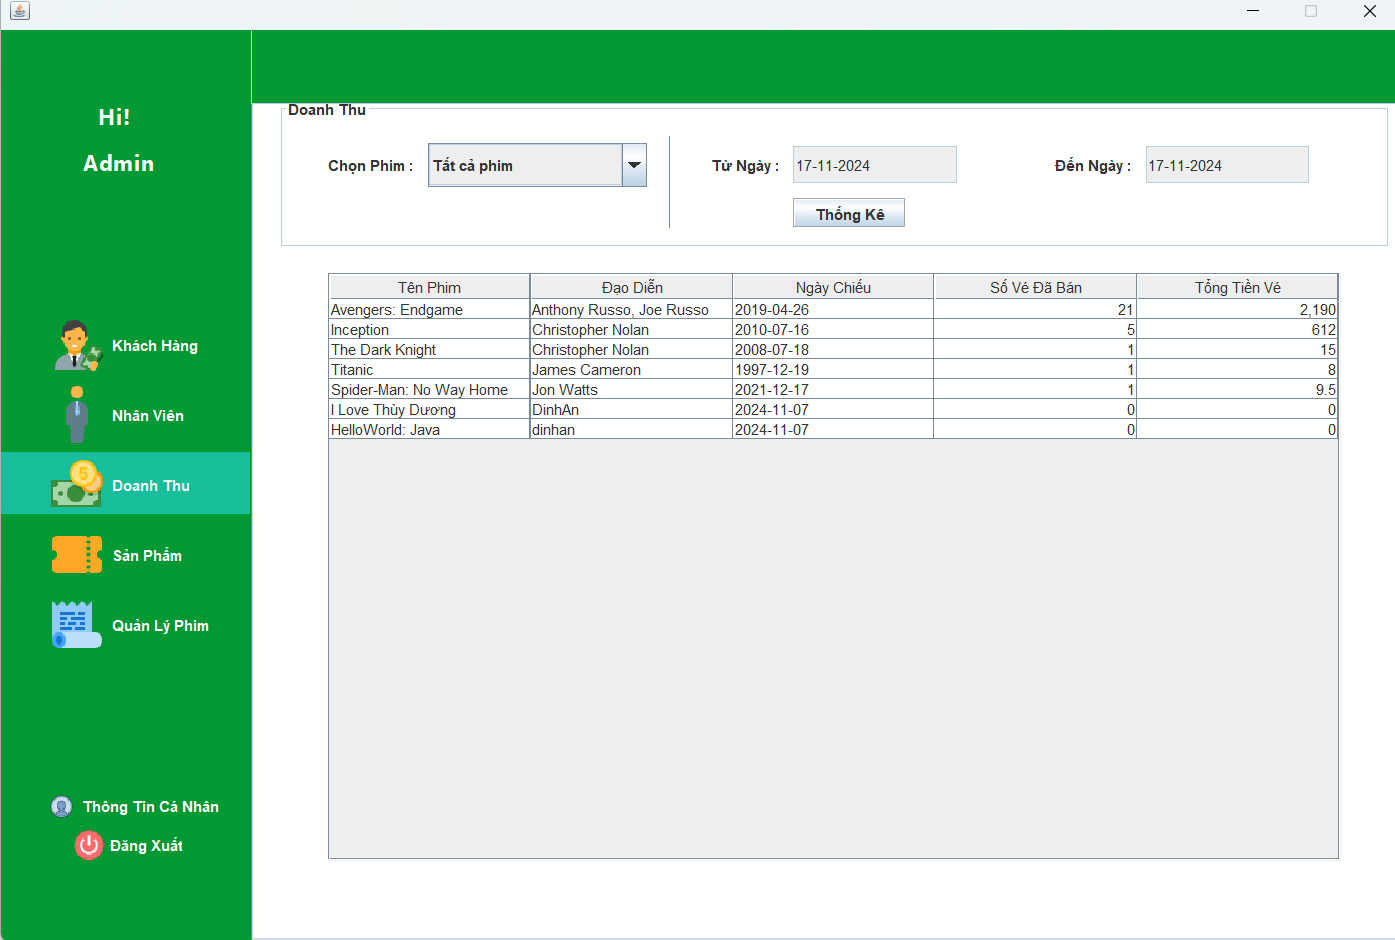 Hi!
Admin
Khách Hàng
Nhân Viên
5
Doanh Thu
Sản Phẩm
Quản Lý Phim
Thông Tin Cá Nhân
Đăng Xuất
Doanh Thu
Chọn Phim : Tất cả phim Từ Ngày : 17-11-2024 Đến Ngày : 17-11-2024
Thống Kê
Tên Phim Đạo Diễn Ngày Chiếu Số Vé Đã Bán Tổng Tiền Vé
Avengers: Endgame Anthony Russo, Joe Russo 2019-04-26 21 2,190
Inception Christopher Nolan 2010-07-16 5 612
The Dark Knight Christopher Nolan 2008-07-18 1 15
Titanic James Cameron 1997-12-19 1 8
Spider-Man: No Way Home Jon Watts 2021-12-17 1 9.5
I Love Thùy Dương DinhAn 2024-11-07 0 0
HelloWorld: Java dinhan 2024-11-07 0 0